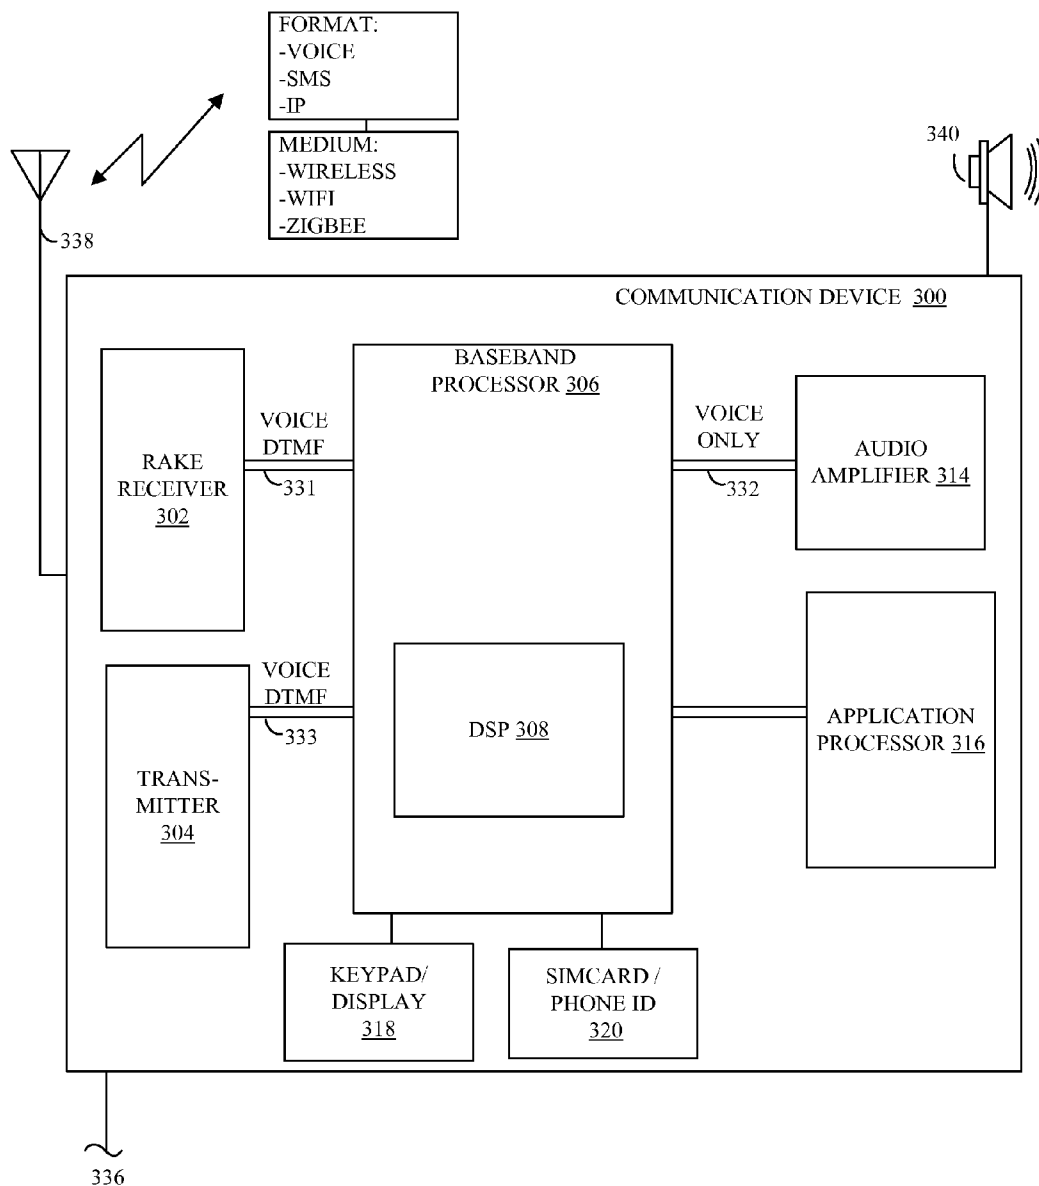 FORMAT:
-VOICE
-SMS
-IP
MEDIUM:
-WIRELESS
-WIFI
-ZIGBEE
340
338
COMMUNICATION DEVICE 300
BASEBAND
PROCESSOR 306
VOICE
DTMF
331
RAKE
RECEIVER
302
VOICE
ONLY
332
AUDIO
AMPLIFIER 314
VOICE
DTMF
333
TRANS-
MITTER
304
DSP 308
APPLICATION
PROCESSOR 316
KEYPAD/
DISPLAY
318
SIMCARD /
PHONE ID
320
336